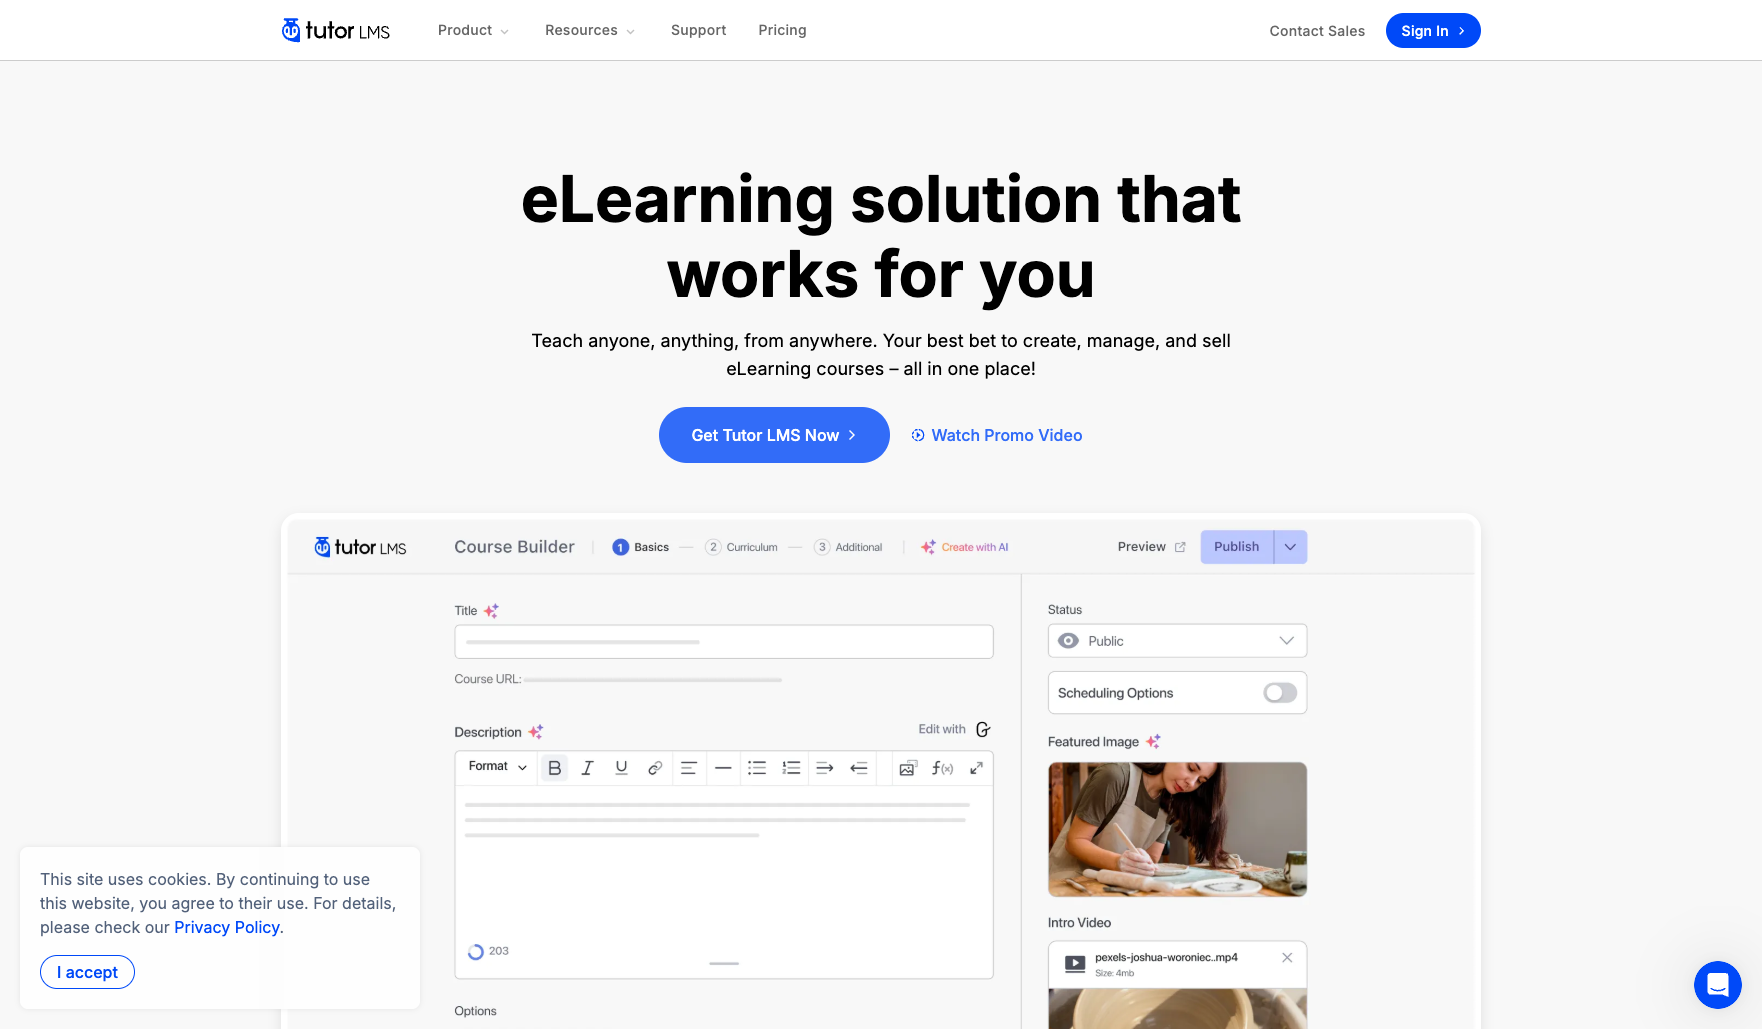 tutor LMS
Product
Resources
Support
Pricing
Contact Sales
Sign In
eLearning solution that
works for you
Teach anyone, anything, from anywhere. Your best bet to create, manage, and sell
eLearning courses – all in one place!
Get Tutor LMS Now
Watch Promo Video
tutor LMS
Course Builder
1 Basics
2 Curriculum
3 Additional
Create with AI
Preview
Publish
Title
Course URL:
Description
Edit with
Format
B I U
f(x)
203
Options
Status
Public
Scheduling Options
Featured Image
Intro Video
pexels-joshua-woroniec..mp4
Size: 4mb
This site uses cookies. By continuing to use
this website, you agree to their use. For details,
please check our Privacy Policy.
I accept